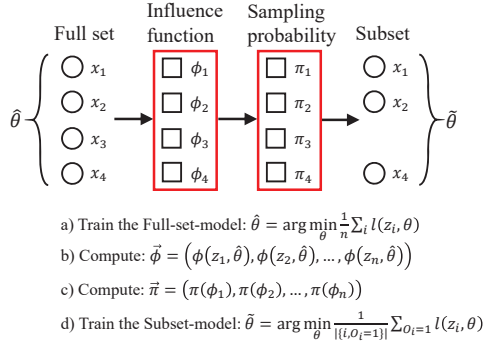 Full set Influence function Sampling probability Subset
x₁ ϕ₁ π₁ x₁
x₂ ϕ₂ π₂ x₂
θ̂ θ̃
x₃ ϕ₃ π₃
x₄ ϕ₄ π₄ x₄
a) Train the Full-set-model: θ̂ = arg min_θ 1/n ∑_i l(z_i, θ)
b) Compute: ϕ⃗ = (ϕ(z₁, θ̂), ϕ(z₂, θ̂), … , ϕ(z_n, θ̂))
c) Compute: π⃗ = (π(ϕ₁), π(ϕ₂), … , π(ϕ_n))
d) Train the Subset-model: θ̃ = arg min_θ 1/|{i,O_i=1}| ∑_{O_i=1} l(z_i, θ)